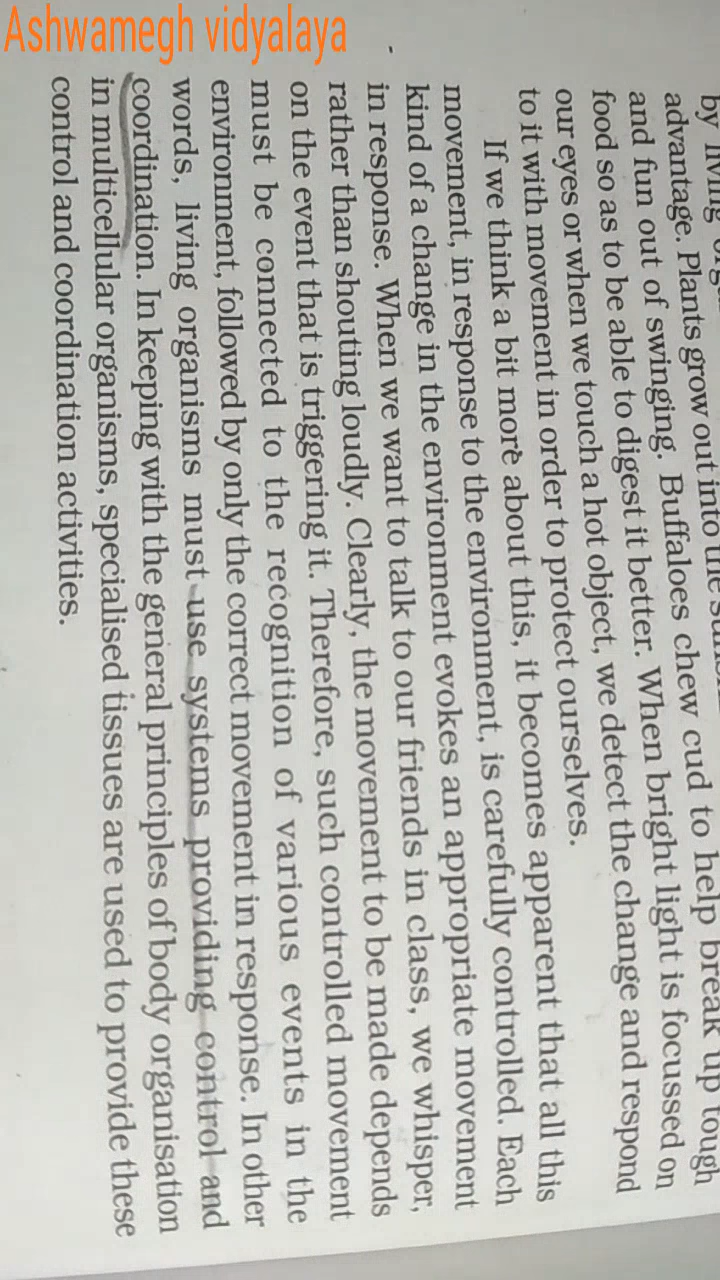 Ashwamegh vidyalaya
by living
advantage. Plants grow out into the
and fun out of swinging. Buffaloes chew cud to help break up tough
food so as to be able to digest it better. When bright light is focussed on
our eyes or when we touch a hot object, we detect the change and respond
to it with movement in order to protect ourselves.
If we think a bit more about this, it becomes apparent that all this
movement, in response to the environment, is carefully controlled. Each
kind of a change in the environment evokes an appropriate movement
in response. When we want to talk to our friends in class, we whisper,
rather than shouting loudly. Clearly, the movement to be made depends
on the event that is triggering it. Therefore, such controlled movement
must be connected to the recognition of various events in the
environment, followed by only the correct movement in response. In other
words, living organisms must use systems providing control and
coordination. In keeping with the general principles of body organisation
in multicellular organisms, specialised tissues are used to provide these
control and coordination activities.